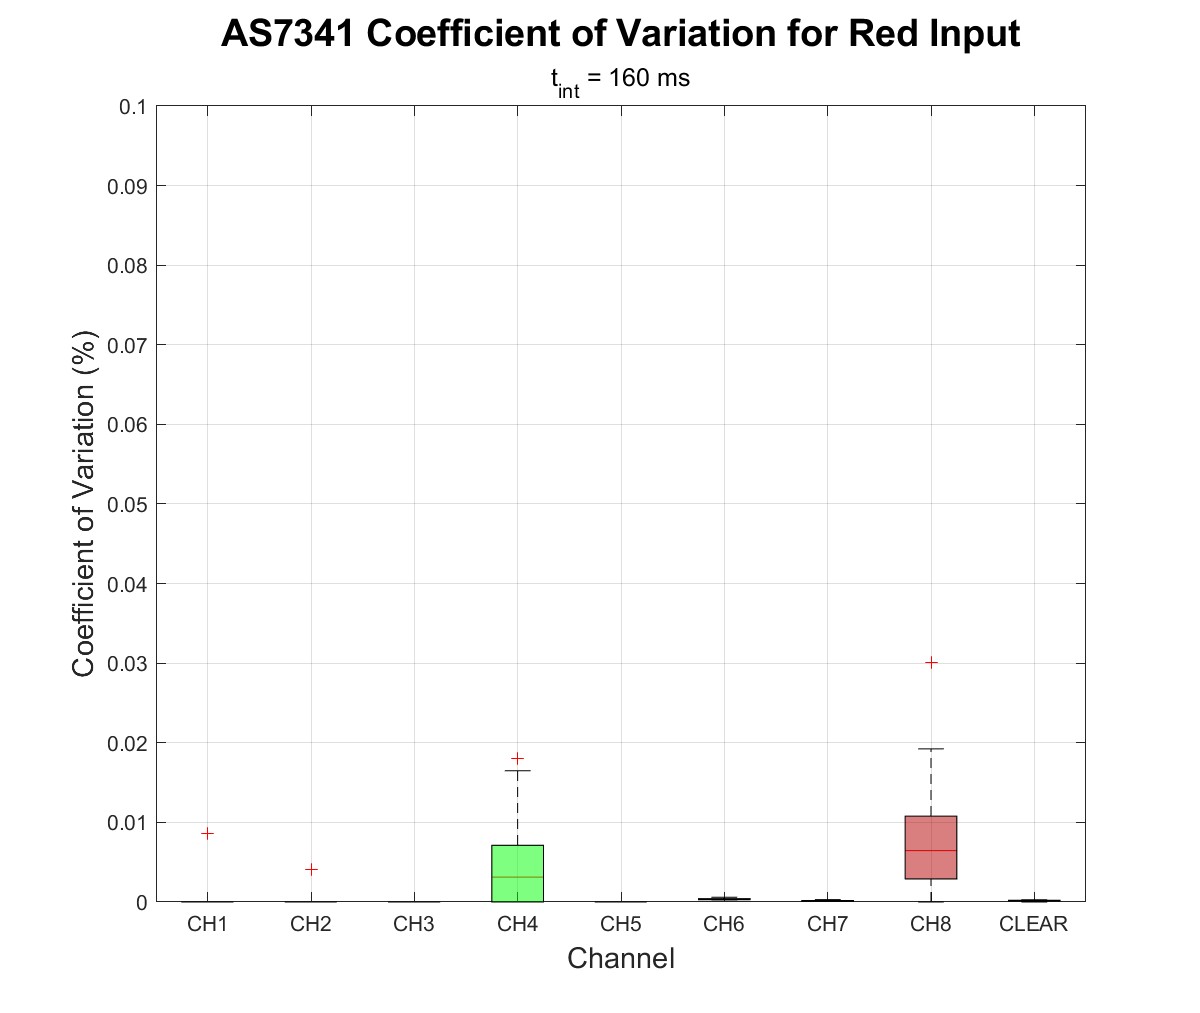 AS7341 Coefficient of Variation for Red Input
t_int = 160 ms
0.1
0.09
0.08
0.07
0.06
0.05
0.04
0.03
0.02
0.01
0
Coefficient of Variation (%)
CH1 CH2 CH3 CH4 CH5 CH6 CH7 CH8 CLEAR
Channel